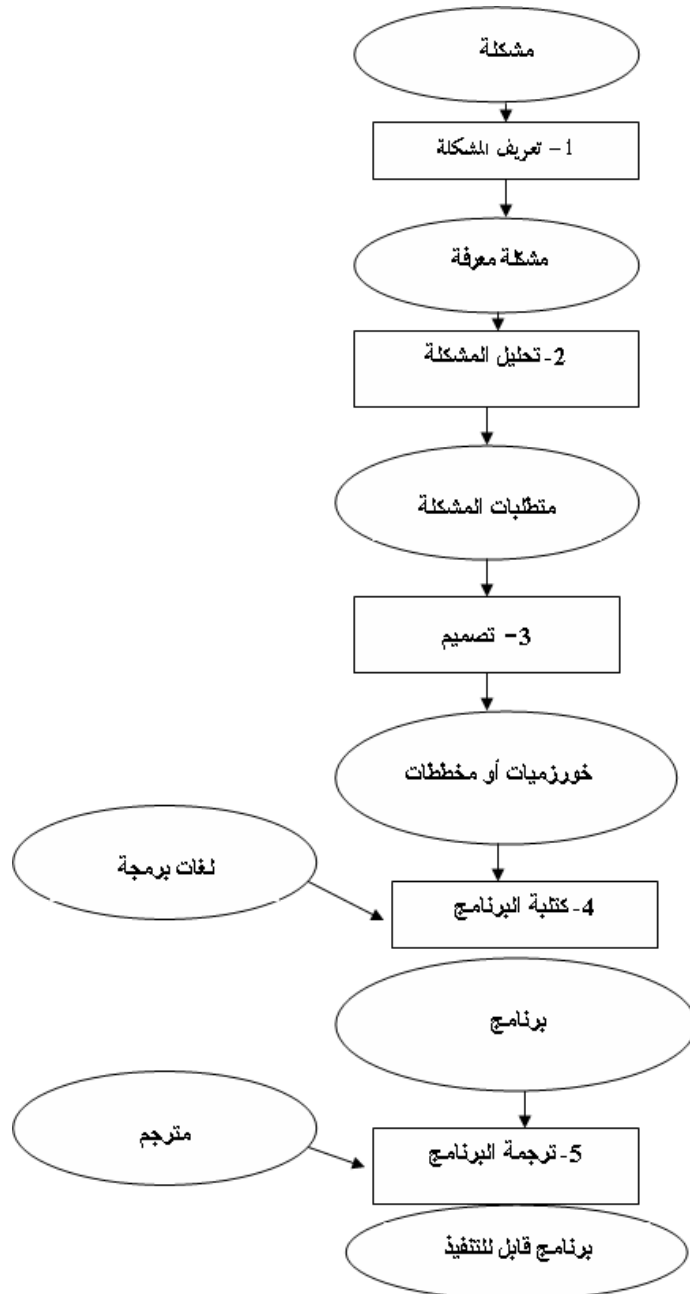 مشكلة
1- تعريف المشكلة
مشكلة معرفة
2- تحليل المشكلة
متطلبات المشكلة
3- تصميم
خورزميات أو مخططات
لغات برمجة
4- كتلبة البرنامج
برنامج
مترجم
5- ترجمة البرنامج
برنامج قابل للتنفيذ